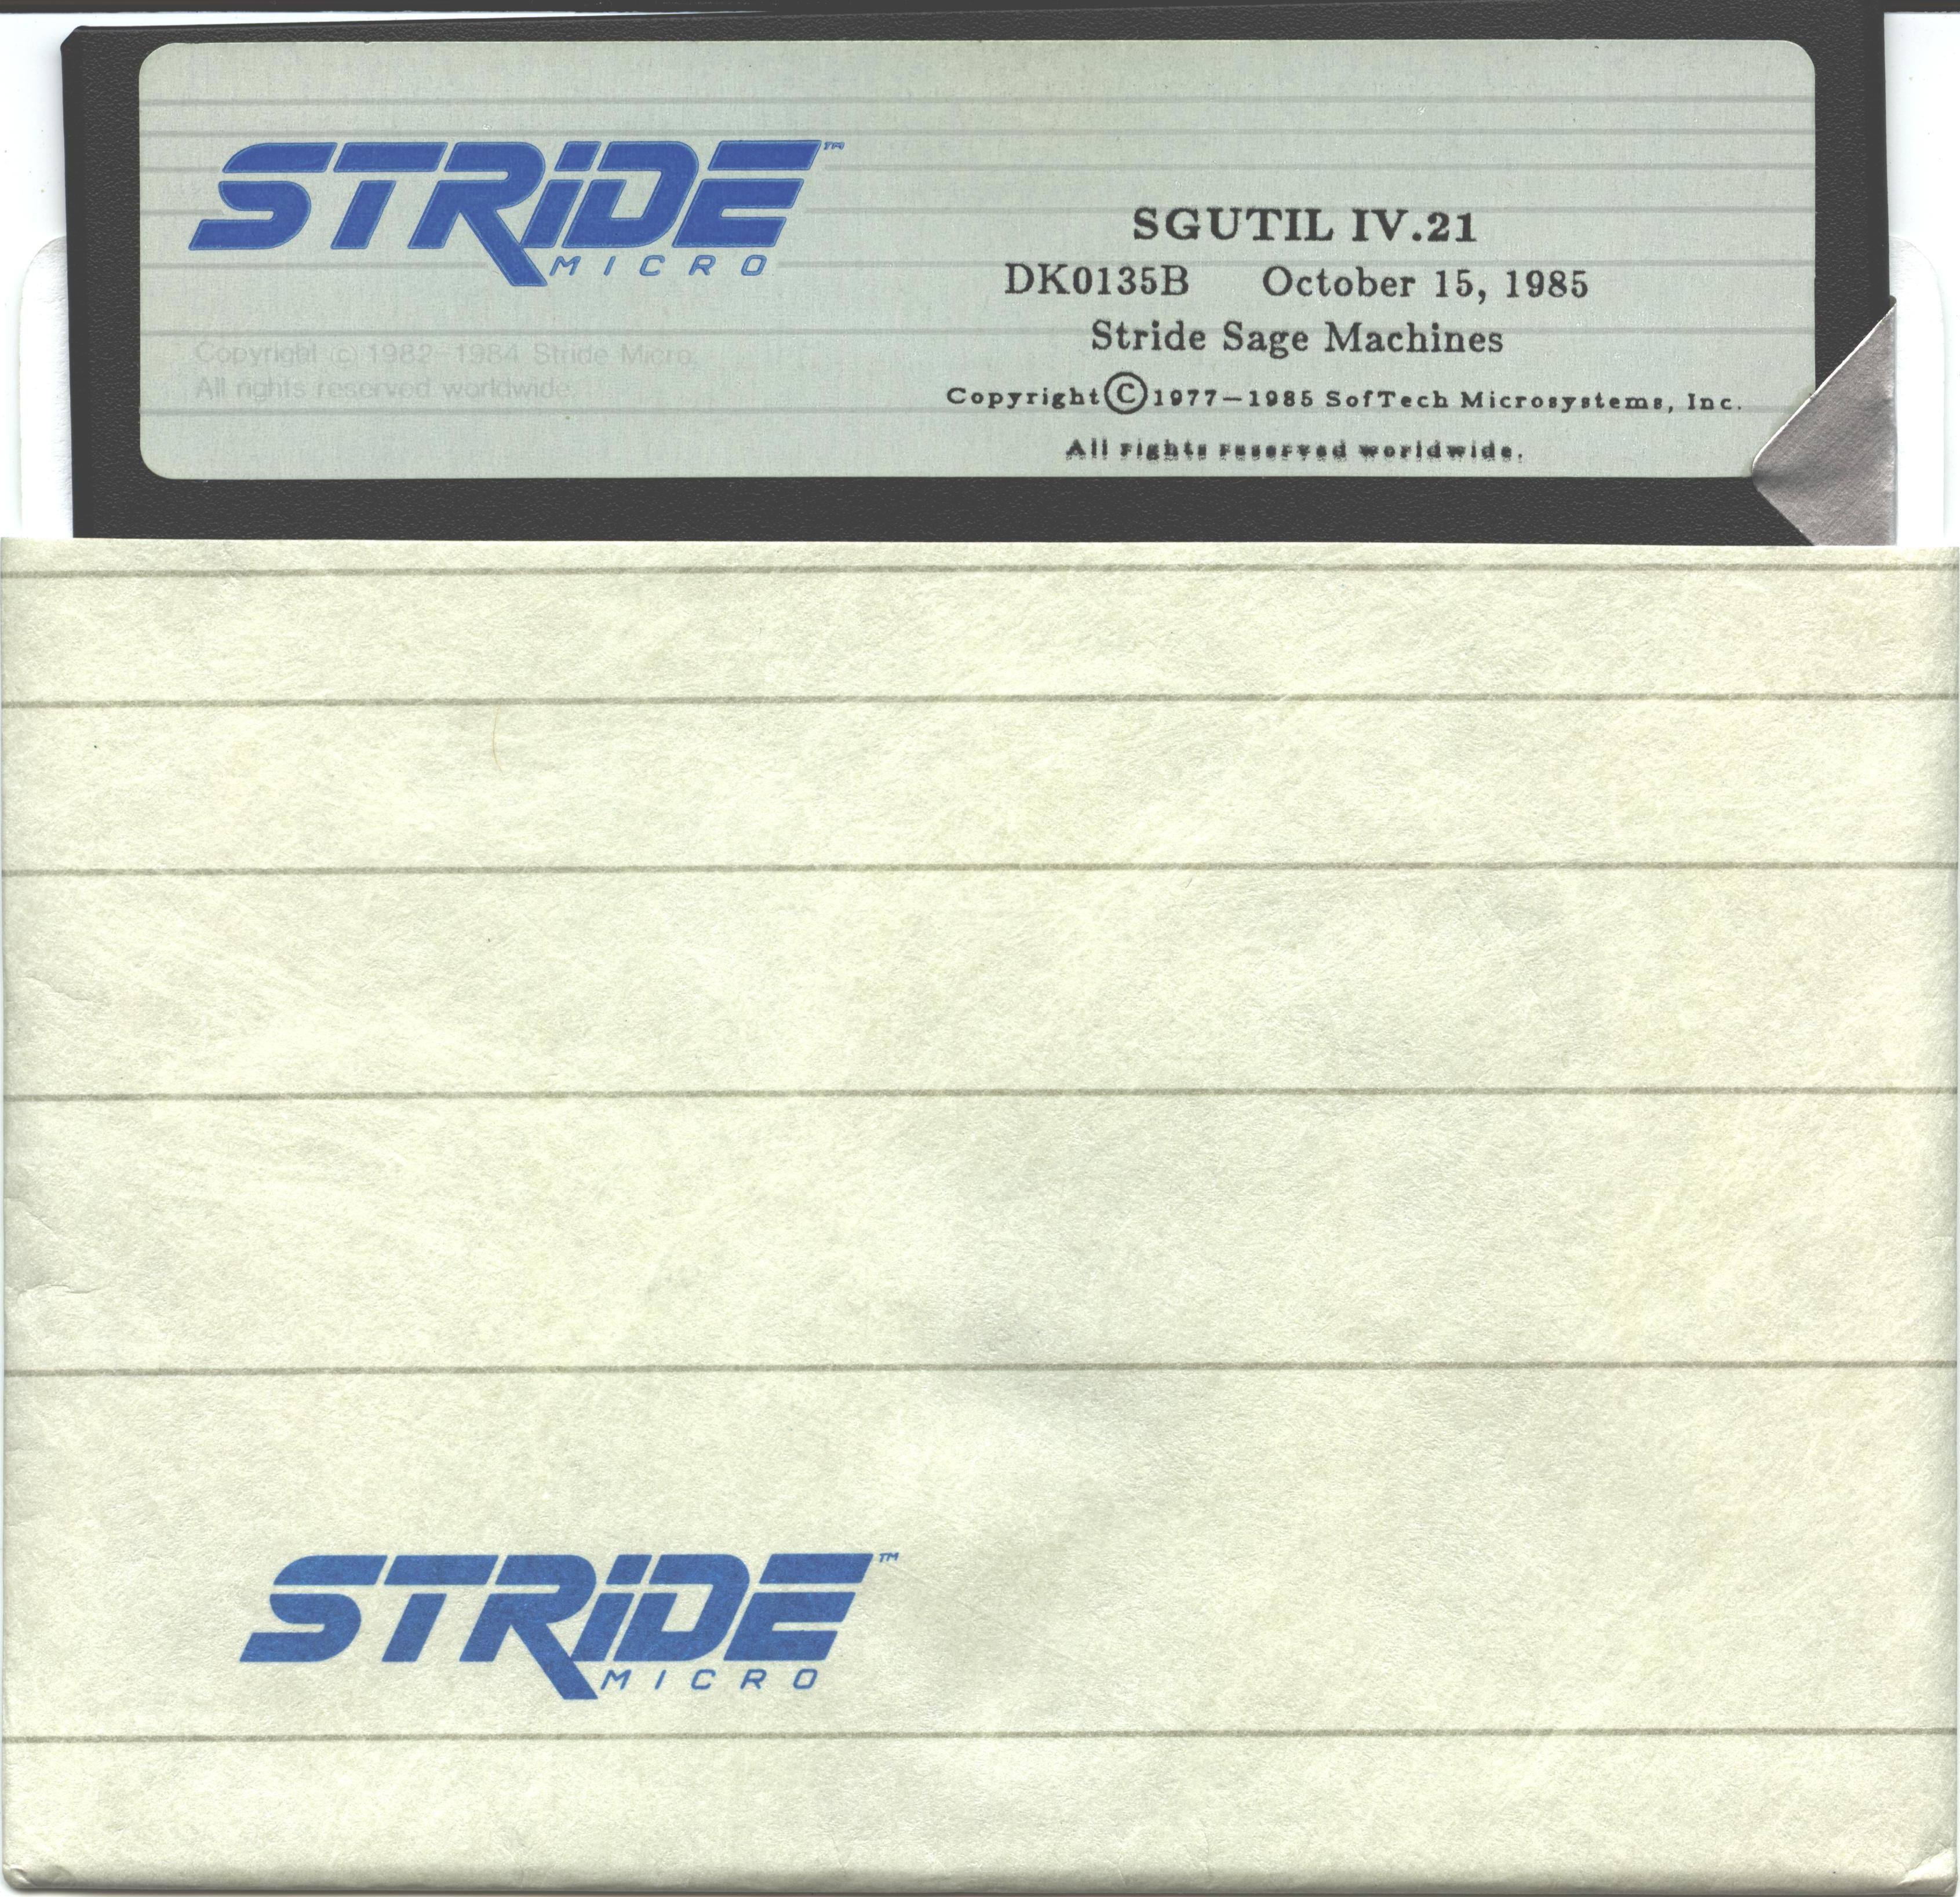 STRiDE™
MICRO
SGUTIL IV.21
DK0135B October 15, 1985
Stride Sage Machines
Copyright©1977-1985 SofTech Microsystems, Inc.
All rights reserved worldwide.
Copyright (c) 1982, 1984 Stride Micro.
All rights reserved worldwide.
STRiDE™
MICRO